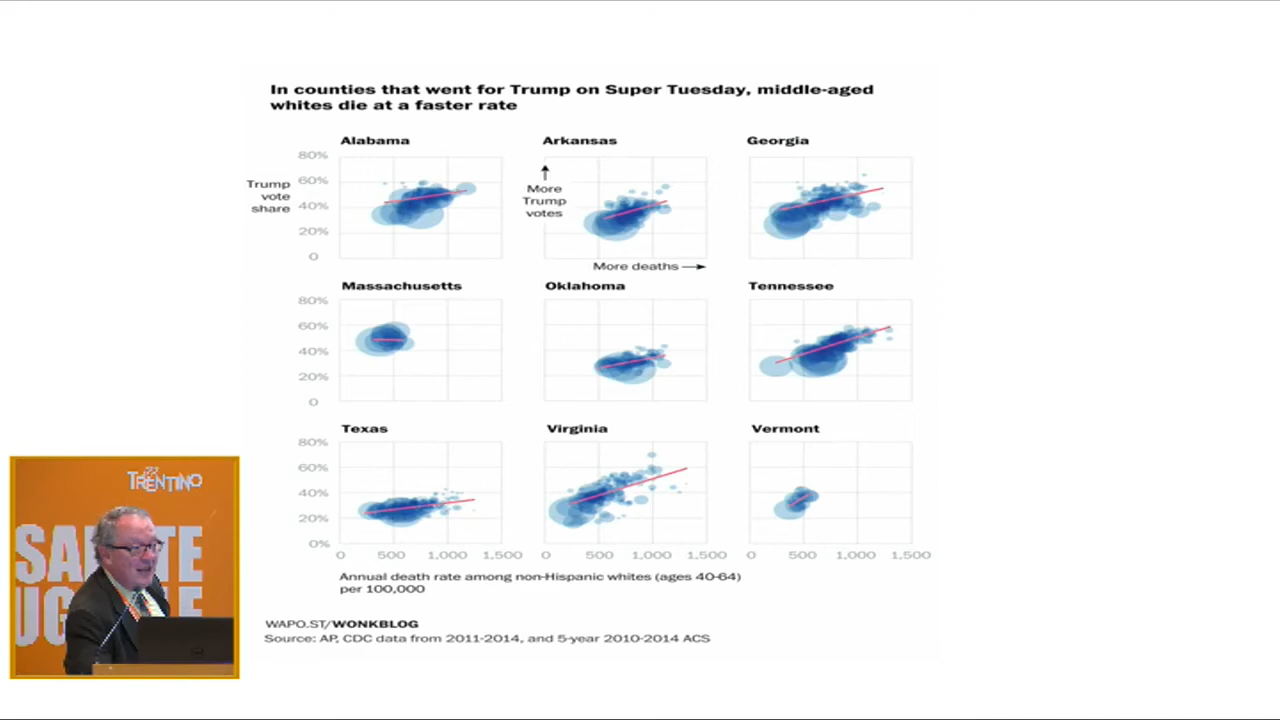 In counties that went for Trump on Super Tuesday, middle-aged
whites die at a faster rate
Alabama
Arkansas
Georgia
80%
60%
40%
20%
0
Trump
vote
share
More
Trump
votes
More deaths
Massachusetts
Oklahoma
Tennessee
80%
60%
40%
20%
0
Texas
Virginia
Vermont
80%
60%
40%
20%
0%
0 500 1,000 1,500
0 500 1,000 1,500
0 500 1,000 1,500
Annual death rate among non-Hispanic whites (ages 40-64)
per 100,000
WAPO.ST/WONKBLOG
Source: AP, CDC data from 2011-2014, and 5-year 2010-2014 ACS
TRENTINO